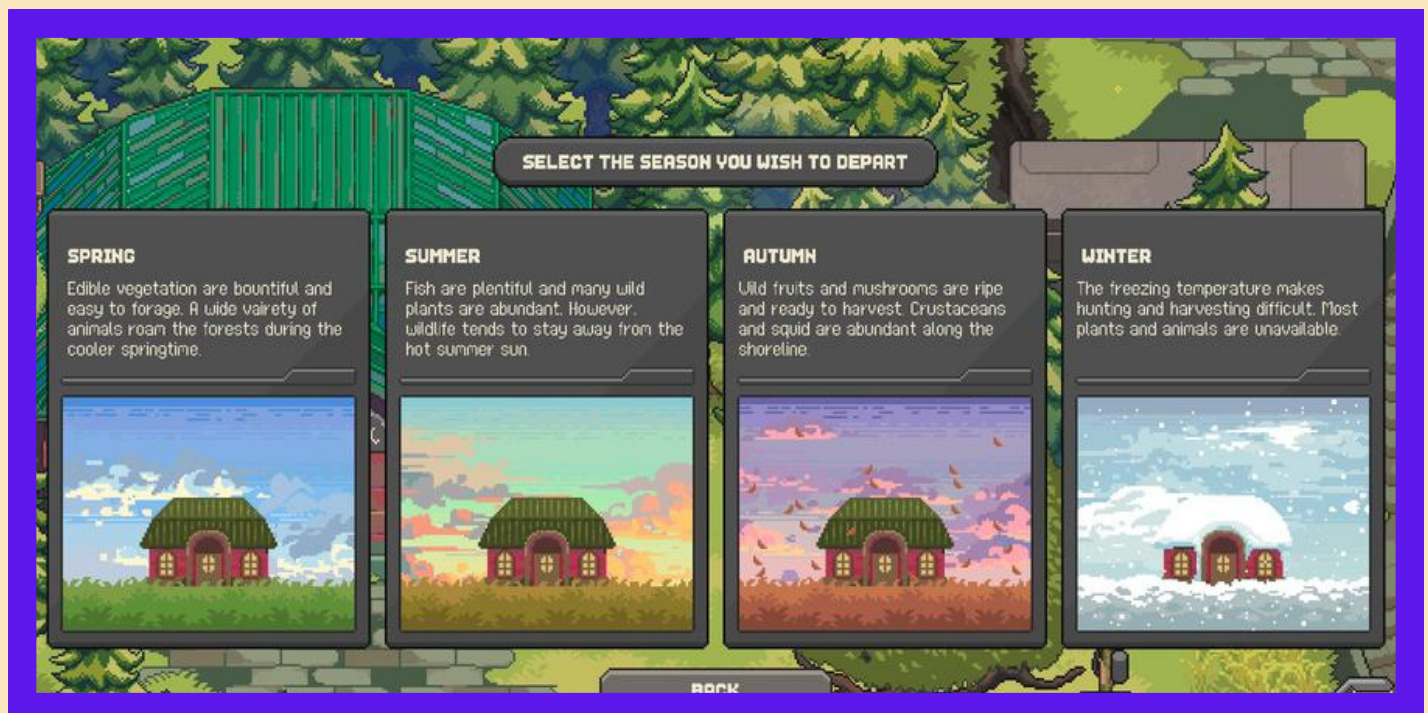 SELECT THE SEASON YOU WISH TO DEPART
SPRING
Edible vegetation are bountiful and
easy to forage. A wide vairety of
animals roam the forests during the
cooler springtime.
SUMMER
Fish are plentiful and many wild
plants are abundant. However,
wildlife tends to stay away from the
hot summer sun.
AUTUMN
Wild fruits and mushrooms are ripe
and ready to harvest. Crustaceans
and squid are abundant along the
shoreline.
WINTER
The freezing temperature makes
hunting and harvesting difficult. Most
plants and animals are unavailable.
BACK